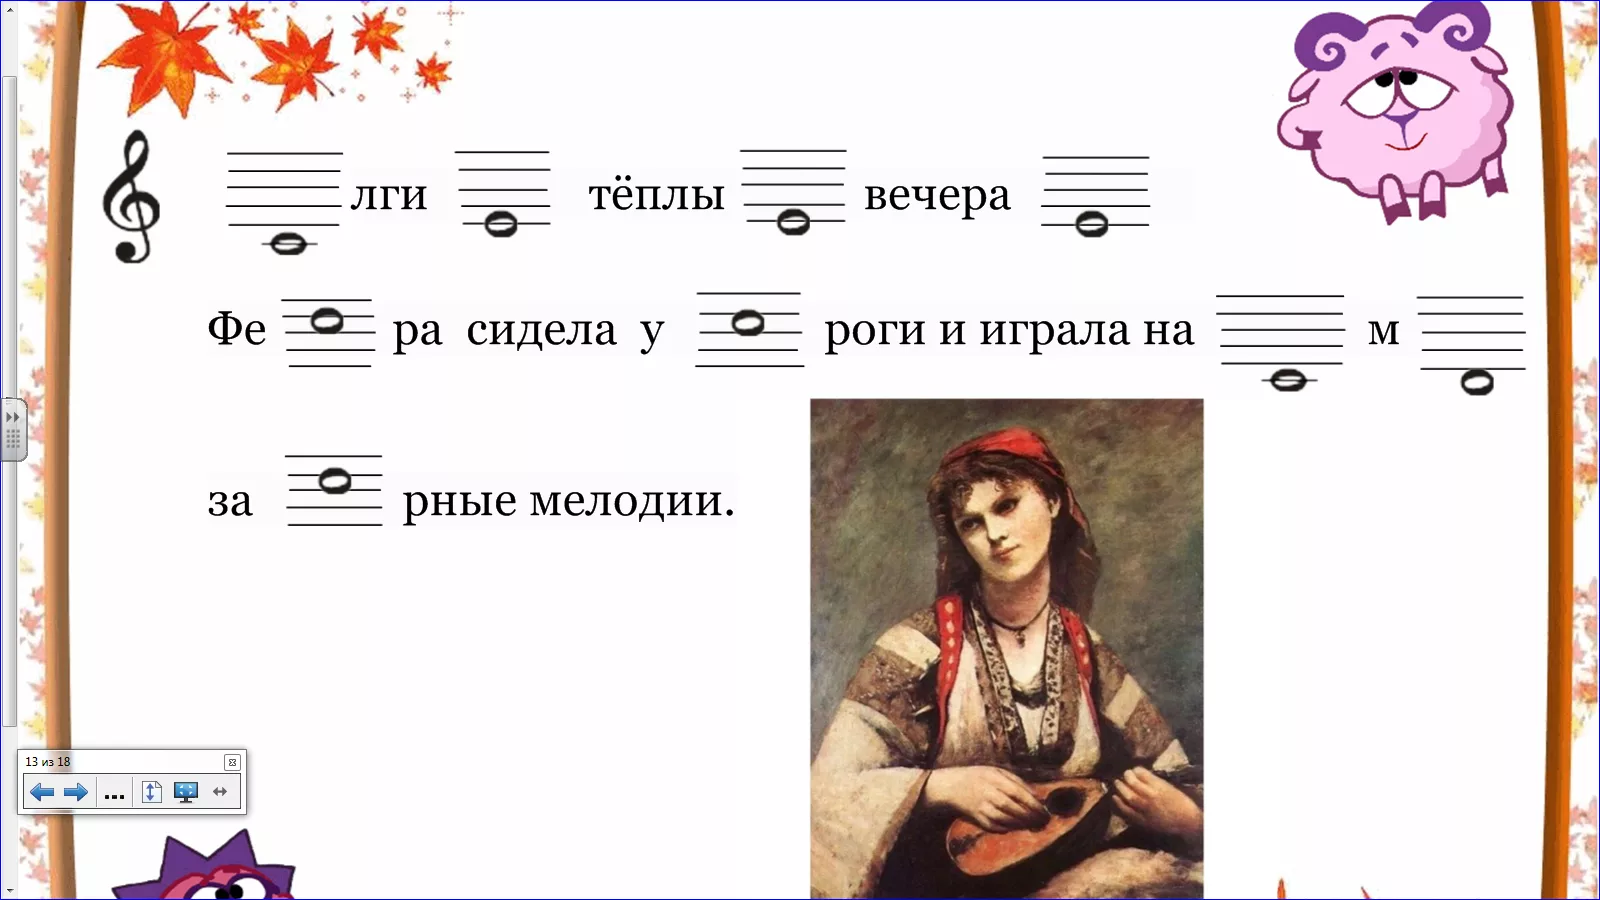 лги тёплы вечера
Фе ра сидела у роги и играла на м
за рные мелодии.
13 из 18
...